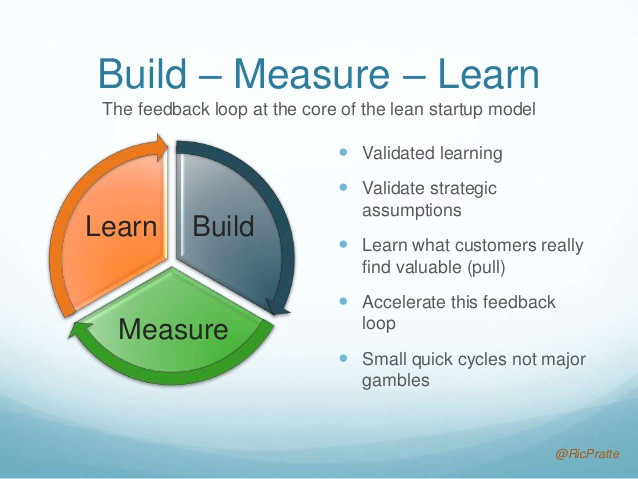 Build – Measure – Learn
The feedback loop at the core of the lean startup model
Learn
Build
Measure
Validated learning
Validate strategic
assumptions
Learn what customers really
find valuable (pull)
Accelerate this feedback
loop
Small quick cycles not major
gambles
@RicPratte